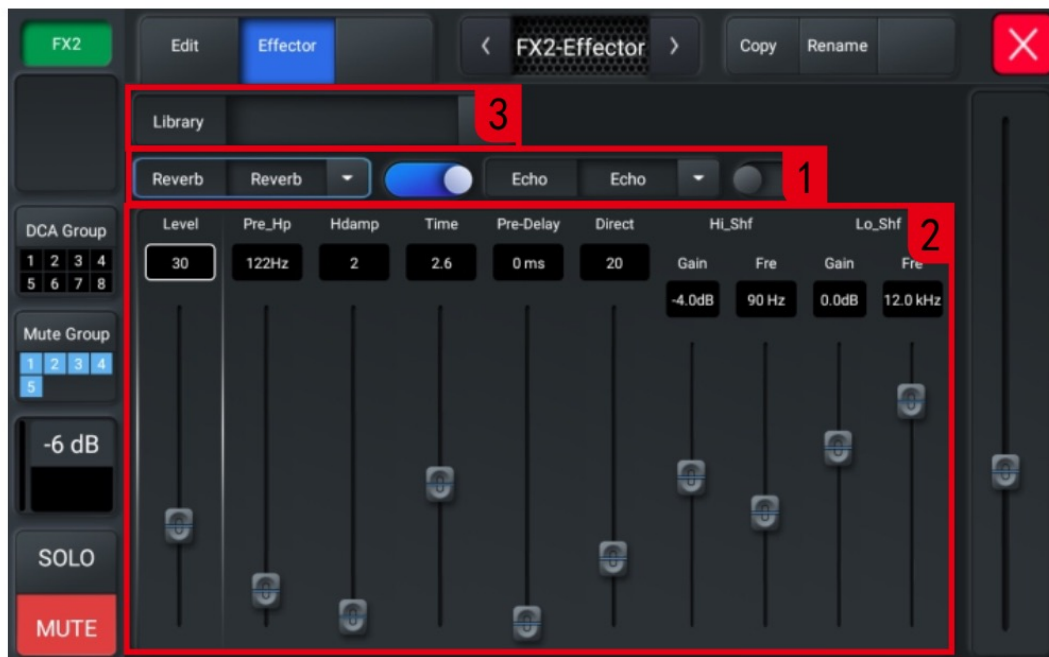 FX2 Edit Effector ‹ FX2-Effector › Copy Rename X
Library 3
Reverb Reverb Echo Echo 1
Level Pre_Hp Hdamp Time Pre-Delay Direct Hi_Shf Lo_Shf 2
Gain Fre Gain Fre
30 122Hz 2 2.6 0 ms 20
-4.0dB 90 Hz 0.0dB 12.0 kHz
DCA Group
1 2 3 4
5 6 7 8
Mute Group
1 2 3 4
5
-6 dB
SOLO
MUTE